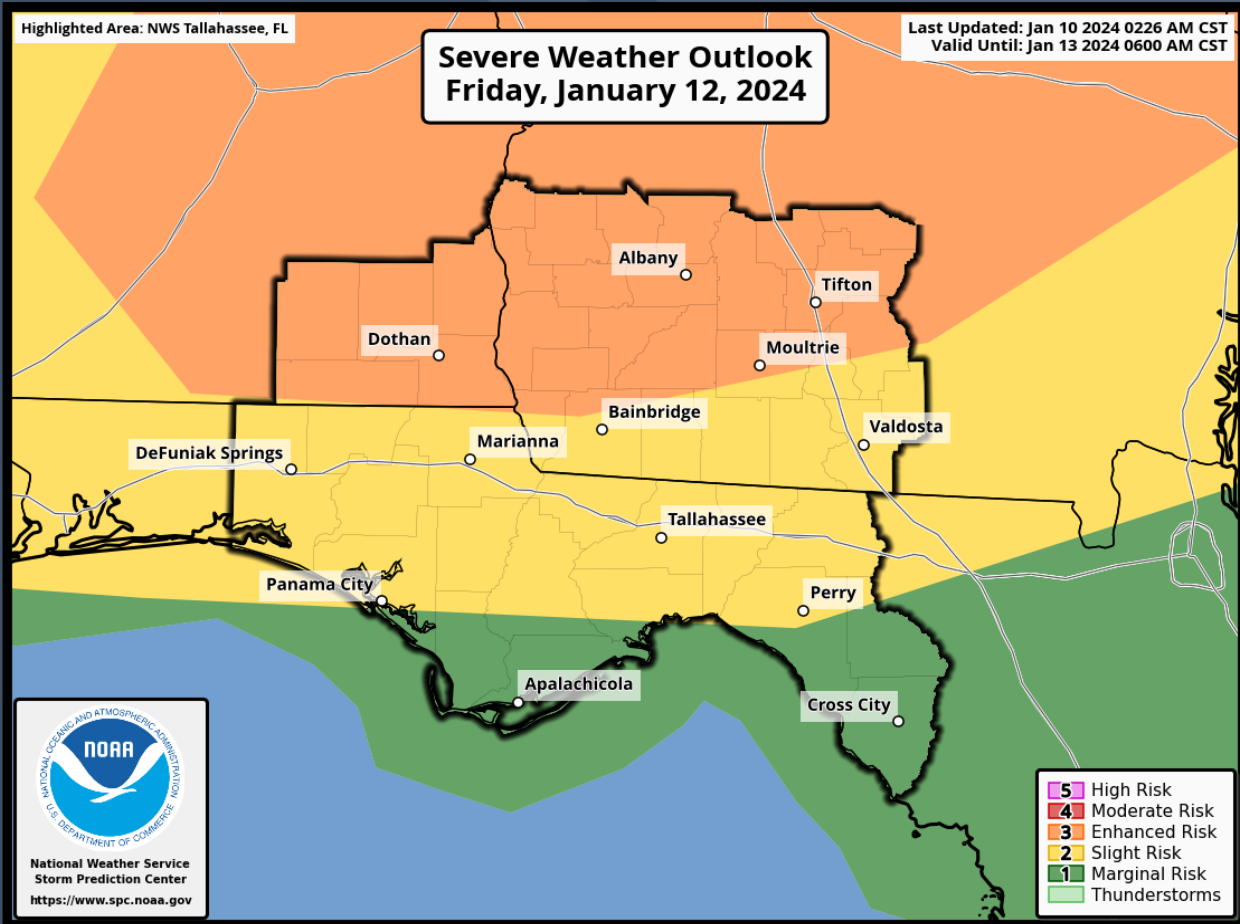 Highlighted Area: NWS Tallahassee, FL
Last Updated: Jan 10 2024 0226 AM CST
Valid Until: Jan 13 2024 0600 AM CST
Severe Weather Outlook
Friday, January 12, 2024
Albany
Tifton
Dothan
Moultrie
Bainbridge
Valdosta
Marianna
DeFuniak Springs
Tallahassee
Panama City
Perry
Apalachicola
Cross City
NATIONAL OCEANIC AND ATMOSPHERIC ADMINISTRATION
NOAA
U.S. DEPARTMENT OF COMMERCE
National Weather Service
Storm Prediction Center
https://www.spc.noaa.gov
5 High Risk
4 Moderate Risk
3 Enhanced Risk
2 Slight Risk
1 Marginal Risk
Thunderstorms